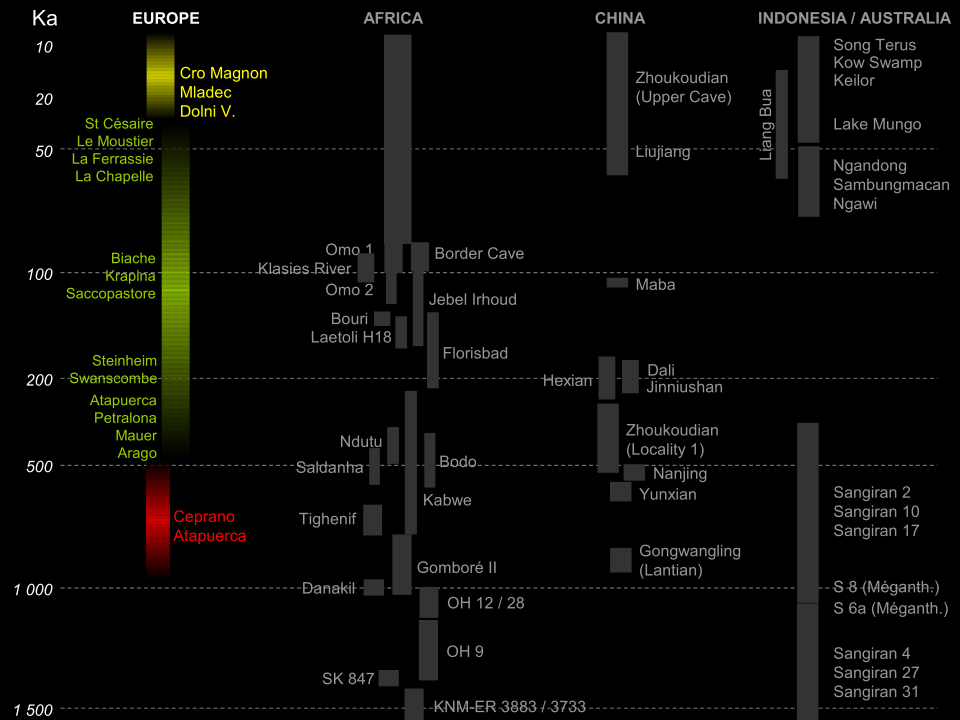 Ka
EUROPE
AFRICA
CHINA
INDONESIA / AUSTRALIA
10
20
50
100
200
500
1 000
1 500
Cro Magnon
Mladec
Dolni V.
St Césaire
Le Moustier
La Ferrassie
La Chapelle
Biache
Krapina
Saccopastore
Steinheim
Swanscombe
Atapuerca
Petralona
Mauer
Arago
Ceprano
Atapuerca
Omo 1
Klasies River
Omo 2
Border Cave
Jebel Irhoud
Bouri
Laetoli H18
Florisbad
Ndutu
Saldanha
Bodo
Kabwe
Tighenif
Gomboré II
Danakil
OH 12 / 28
OH 9
SK 847
KNM-ER 3883 / 3733
Zhoukoudian
(Upper Cave)
Liujiang
Maba
Hexian
Dali
Jinniushan
Zhoukoudian
(Locality 1)
Nanjing
Yunxian
Gongwangling
(Lantian)
Liang Bua
Song Terus
Kow Swamp
Keilor
Lake Mungo
Ngandong
Sambungmacan
Ngawi
Sangiran 2
Sangiran 10
Sangiran 17
S 8 (Méganth.)
S 6a (Méganth.)
Sangiran 4
Sangiran 27
Sangiran 31